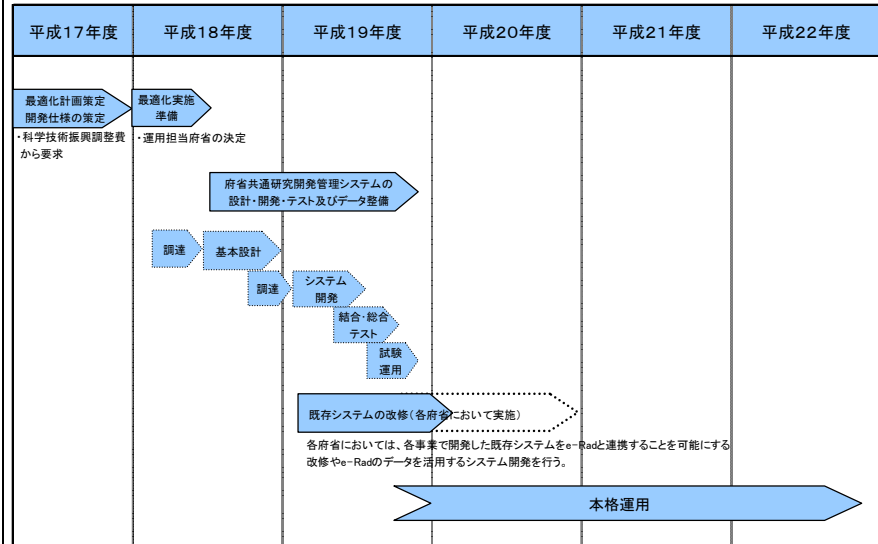 平成17年度
平成18年度
平成19年度
平成20年度
平成21年度
平成22年度
最適化計画策定
開発仕様の策定
最適化実施
準備
・科学技術振興調整費
から要求
・運用担当府省の決定
府省共通研究開発管理システムの
設計・開発・テスト及びデータ整備
調達
基本設計
調達
システム
開発
結合・総合
テスト
試験
運用
既存システムの改修(各府省において実施)
各府省においては、各事業で開発した既存システムをe-Radと連携することを可能にする
改修やe-Radのデータを活用するシステム開発を行う。
本格運用